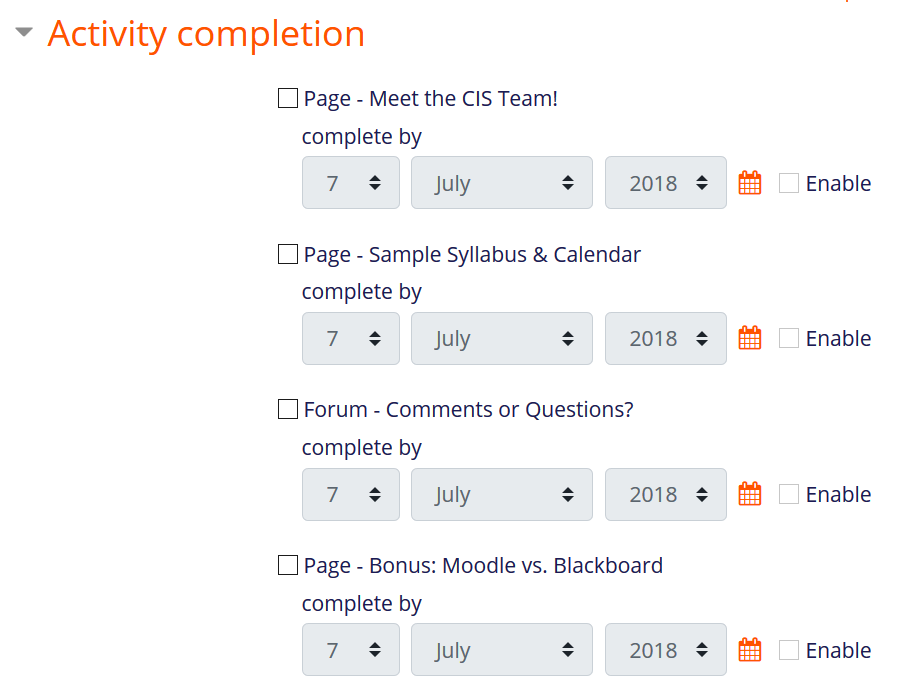 Activity completion
Page - Meet the CIS Team!
complete by
7 July 2018 Enable
Page - Sample Syllabus & Calendar
complete by
7 July 2018 Enable
Forum - Comments or Questions?
complete by
7 July 2018 Enable
Page - Bonus: Moodle vs. Blackboard
complete by
7 July 2018 Enable